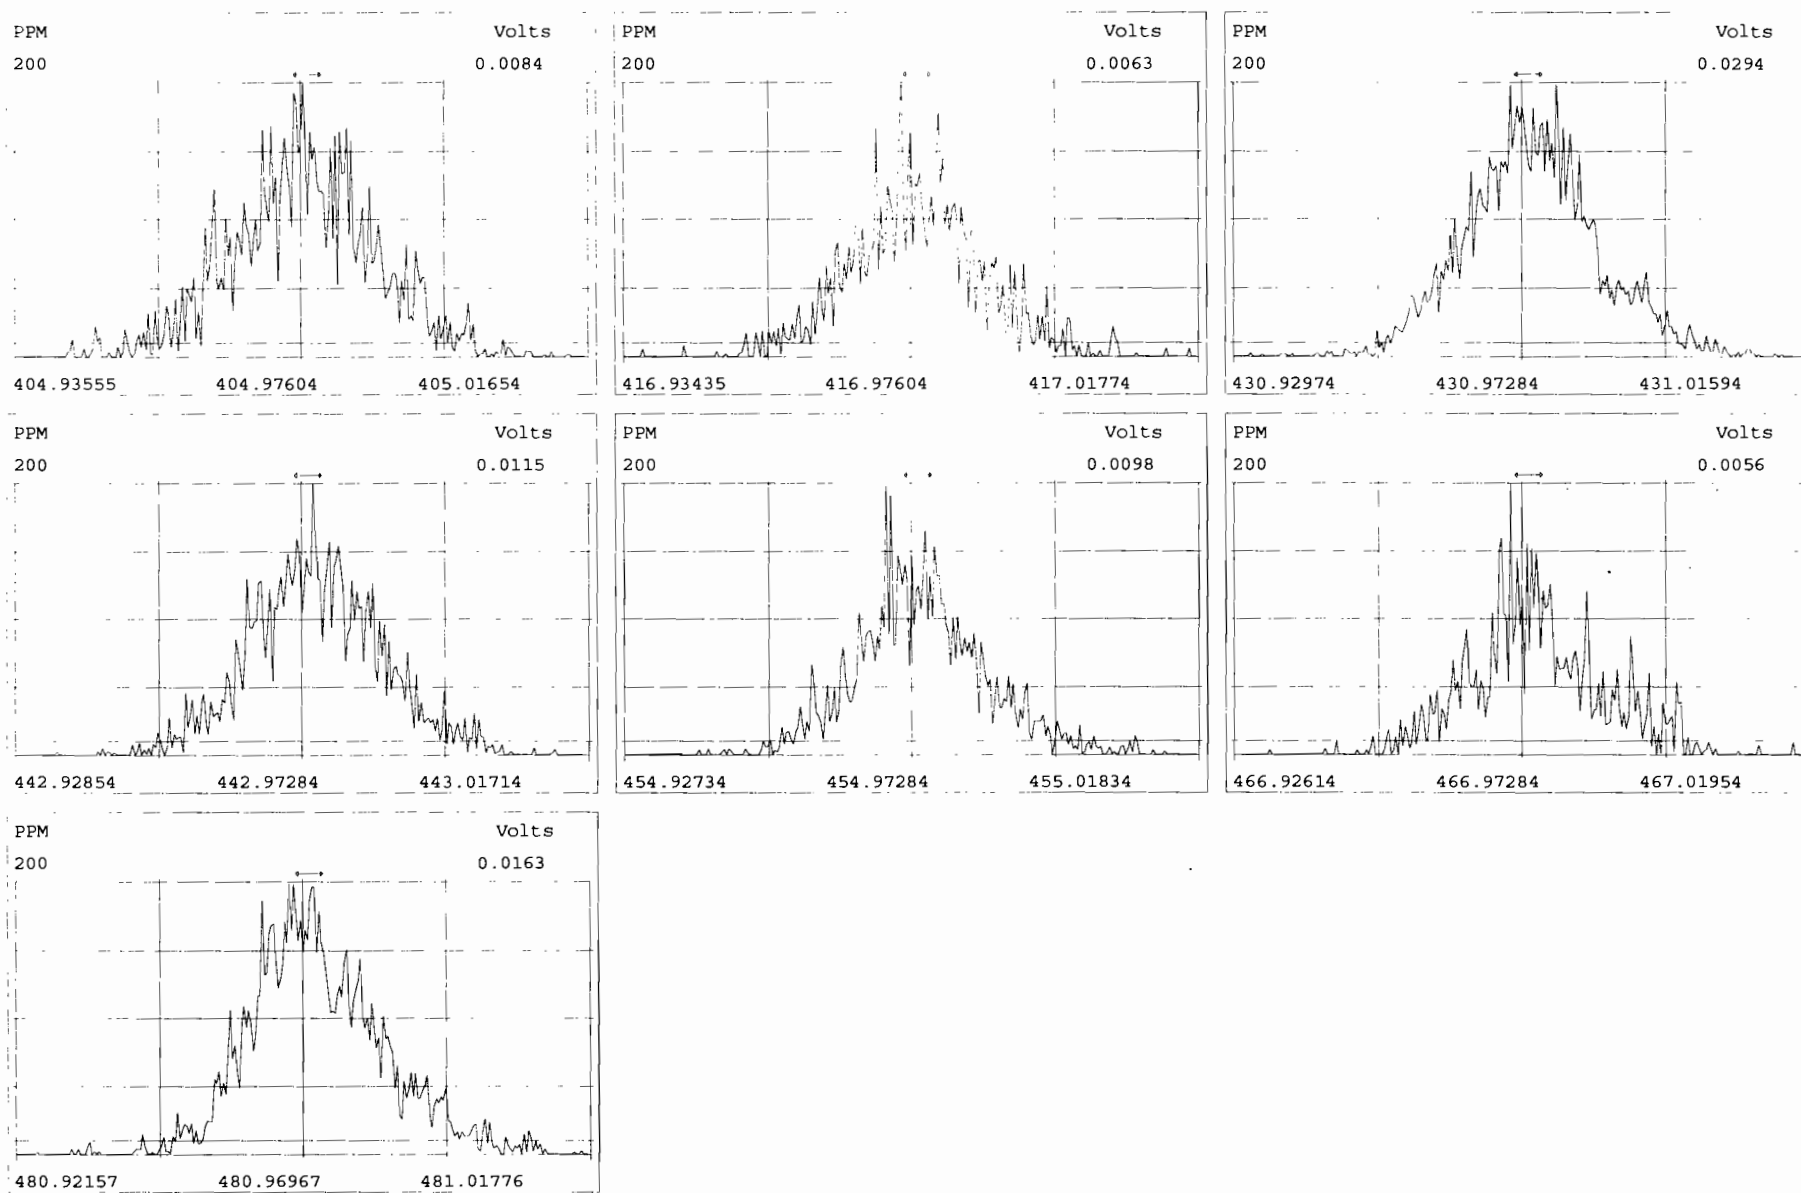 PPM Volts
200 0.0084
404.93555 404.97604 405.01654
PPM Volts
200 0.0063
416.93435 416.97604 417.01774
PPM Volts
200 0.0294
430.92974 430.97284 431.01594
PPM Volts
200 0.0115
442.92854 442.97284 443.01714
PPM Volts
200 0.0098
454.92734 454.97284 455.01834
PPM Volts
200 0.0056
466.92614 466.97284 467.01954
PPM Volts
200 0.0163
480.92157 480.96967 481.01776